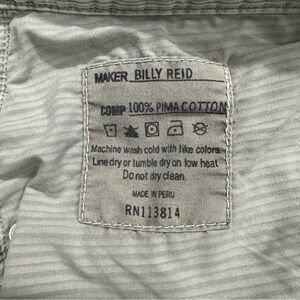 MAKER BILLY REID
COMP 100% PIMA COTTON
Machine wash cold with like colors.
Line dry or tumble dry on low heat
Do not dry clean.
MADE IN PERU
RN113814